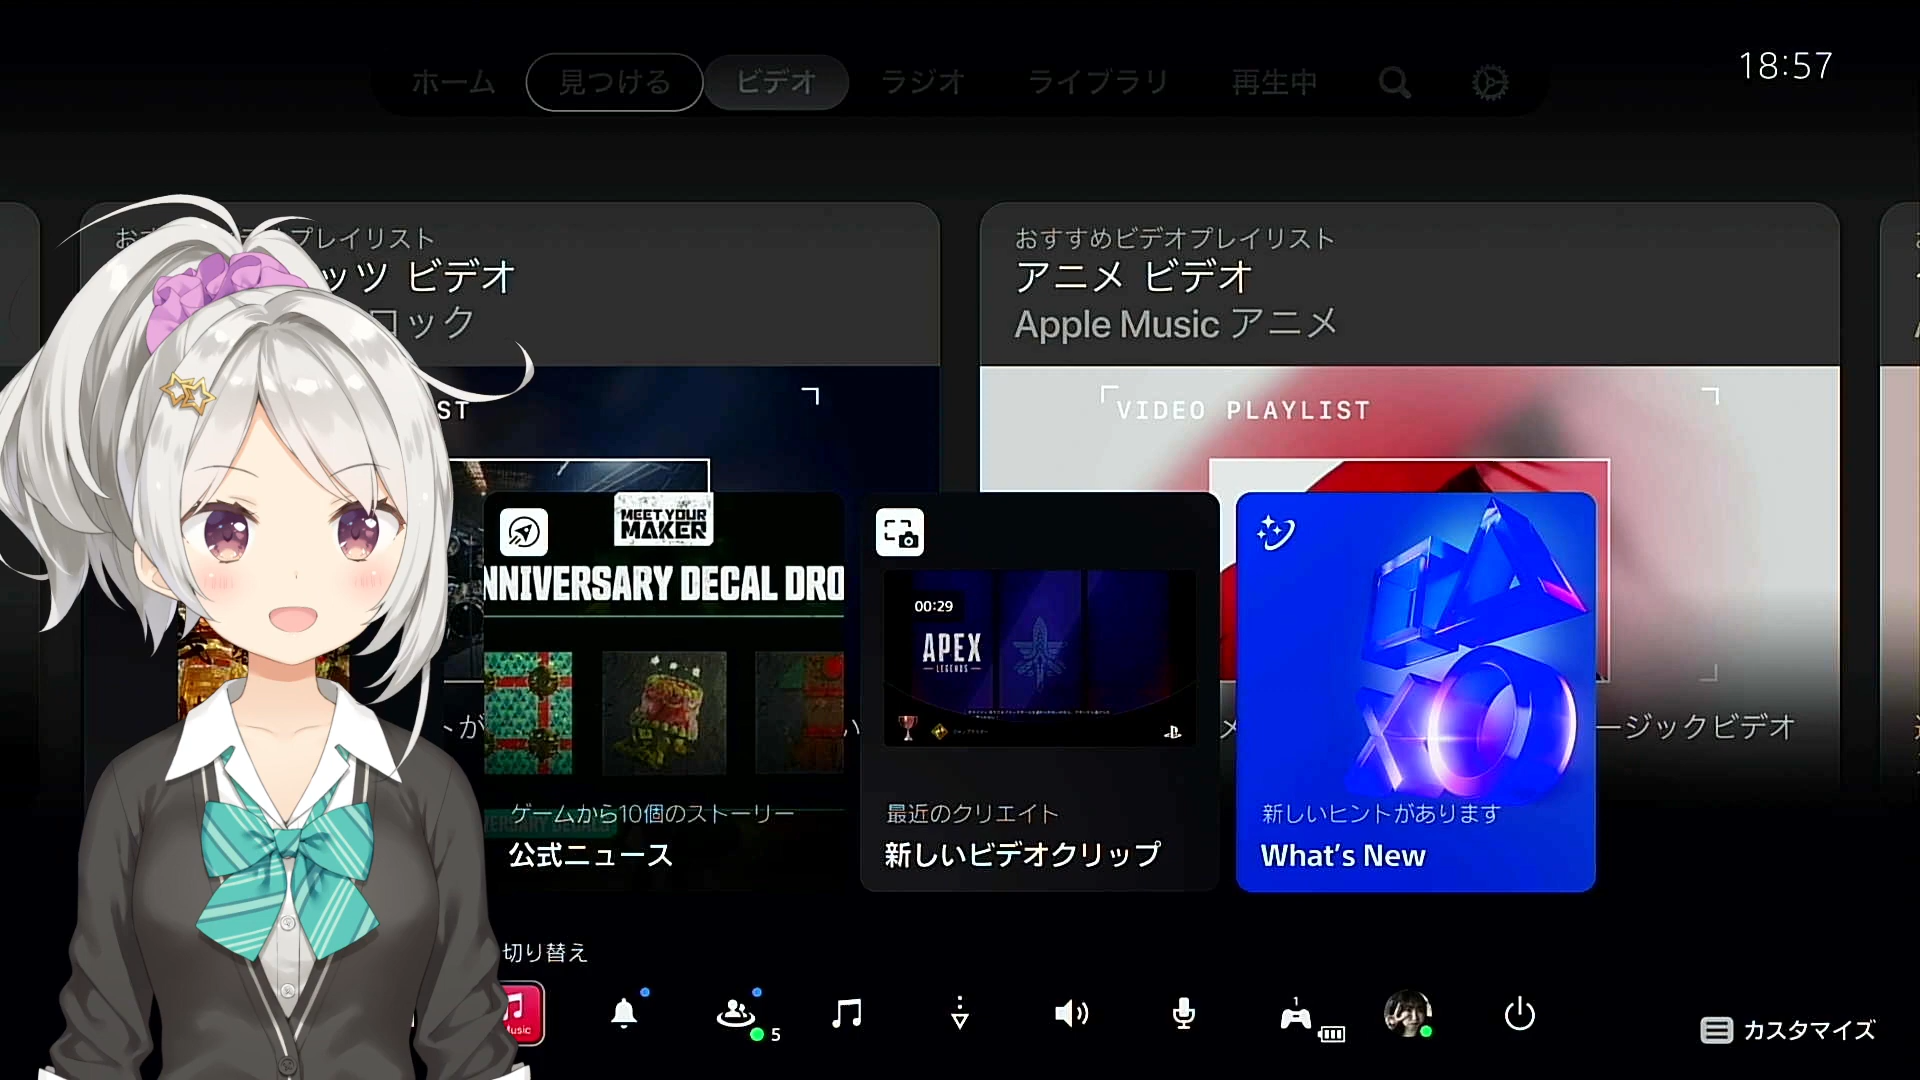 18:57
ホーム
見つける
ビデオ
ラジオ
ライブラリ
再生中
プレイリスト
ッツ ビデオ
ロック
ST
おすすめビデオプレイリスト
アニメ ビデオ
Apple Music アニメ
VIDEO PLAYLIST
トが
ージックビデオ
MEET YOUR
MAKER
NNIVERSARY DECAL DRO
ゲームから10個のストーリー
公式ニュース
00:29
APEX
LEGENDS
最近のクリエイト
新しいビデオクリップ
新しいヒントがあります
What's New
切り替え
Music
5
1
カスタマイズ